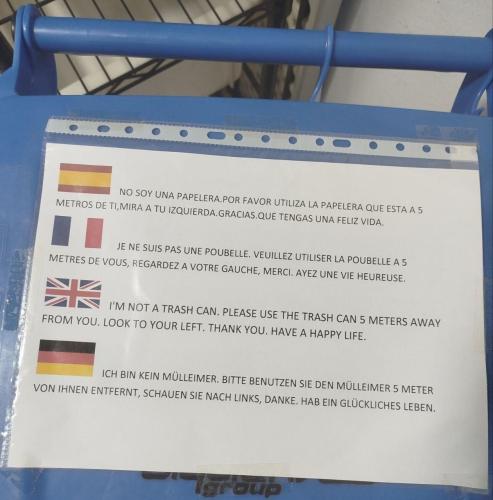 NO SOY UNA PAPELERA.POR FAVOR UTILIZA LA PAPELERA QUE ESTA A 5
METROS DE TI,MIRA A TU IZQUIERDA.GRACIAS.QUE TENGAS UNA FELIZ VIDA.
JE NE SUIS PAS UNE POUBELLE. VEUILLEZ UTILISER LA POUBELLE A 5
METRES DE VOUS, REGARDEZ A VOTRE GAUCHE, MERCI. AYEZ UNE VIE HEUREUSE.
I'M NOT A TRASH CAN. PLEASE USE THE TRASH CAN 5 METERS AWAY
FROM YOU. LOOK TO YOUR LEFT. THANK YOU. HAVE A HAPPY LIFE.
ICH BIN KEIN MÜLLEIMER. BITTE BENUTZEN SIE DEN MÜLLEIMER 5 METER
VON IHNEN ENTFERNT, SCHAUEN SIE NACH LINKS, DANKE. HAB EIN GLÜCKLICHES LEBEN.
group